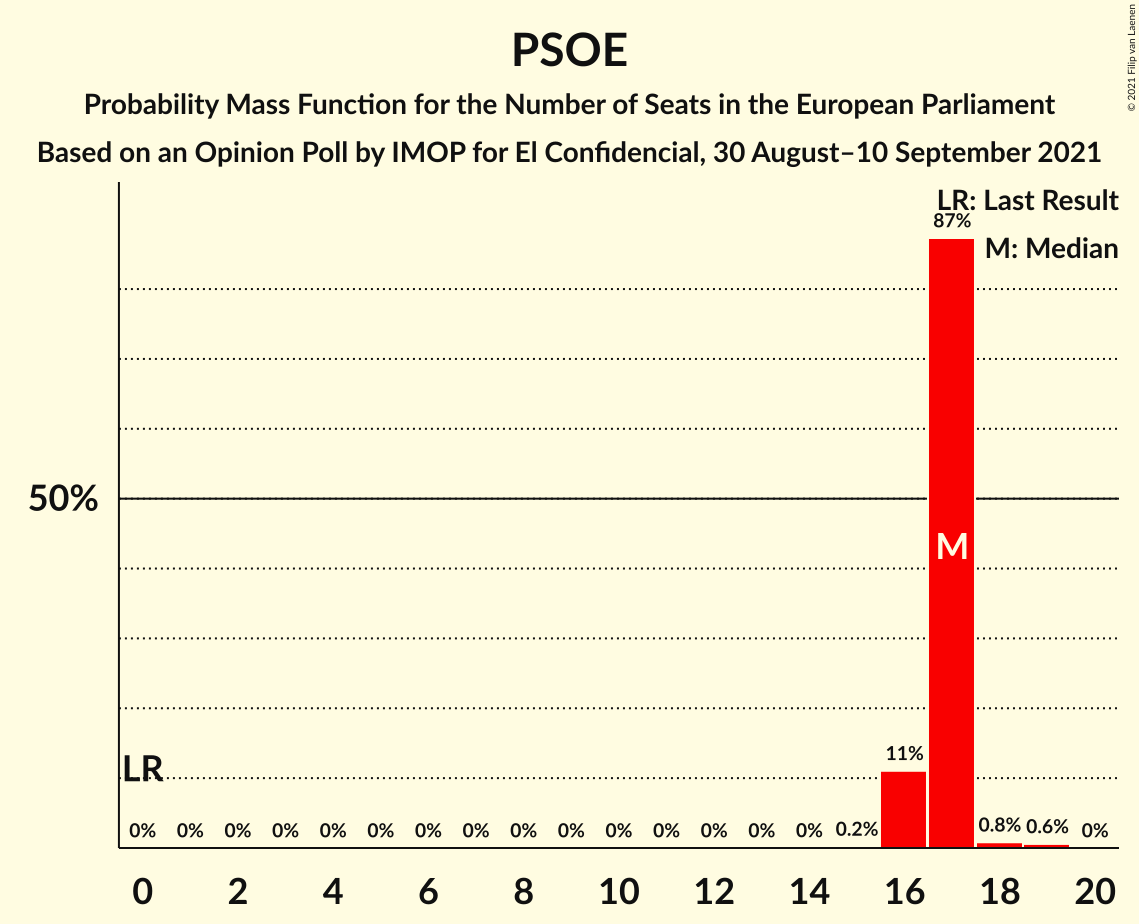 PSOE
Probability Mass Function for the Number of Seats in the European Parliament
Based on an Opinion Poll by IMOP for El Confidencial, 30 August–10 September 2021
© 2021 Filip van Laenen
LR: Last Result
87%
M: Median
50%
M
LR
11%
0% 0% 0% 0% 0% 0% 0% 0% 0% 0% 0% 0% 0% 0% 0% 0.2% 0.8% 0.6% 0%
0 2 4 6 8 10 12 14 16 18 20